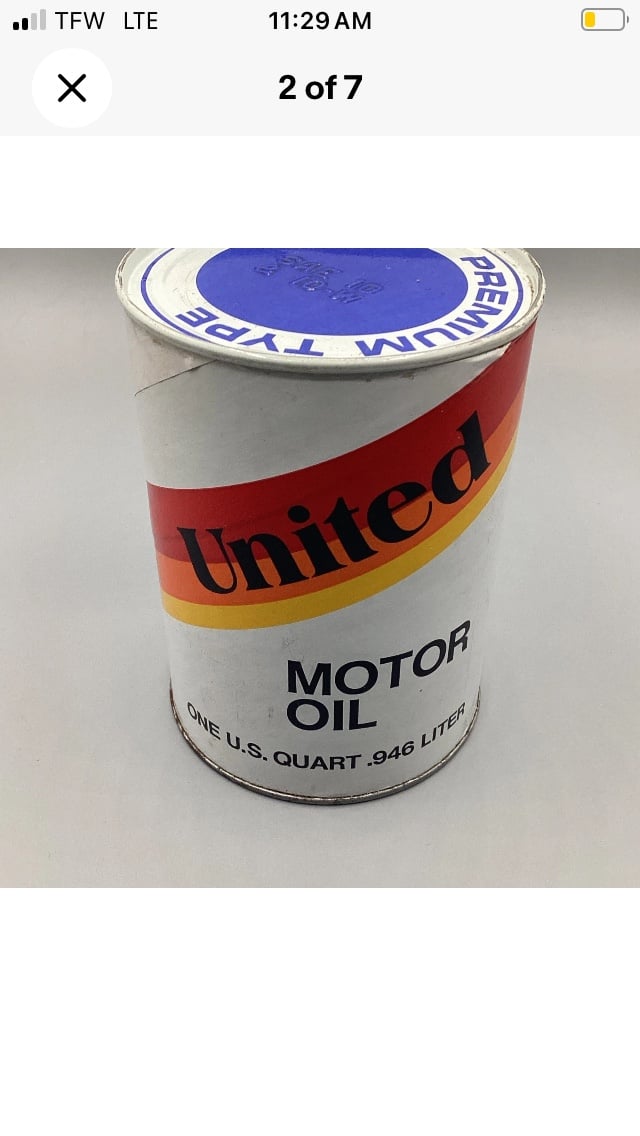 TFW LTE 11:29 AM
2 of 7
PREMIUM TYPE
United
MOTOR
OIL
ONE U.S. QUART .946 LITER